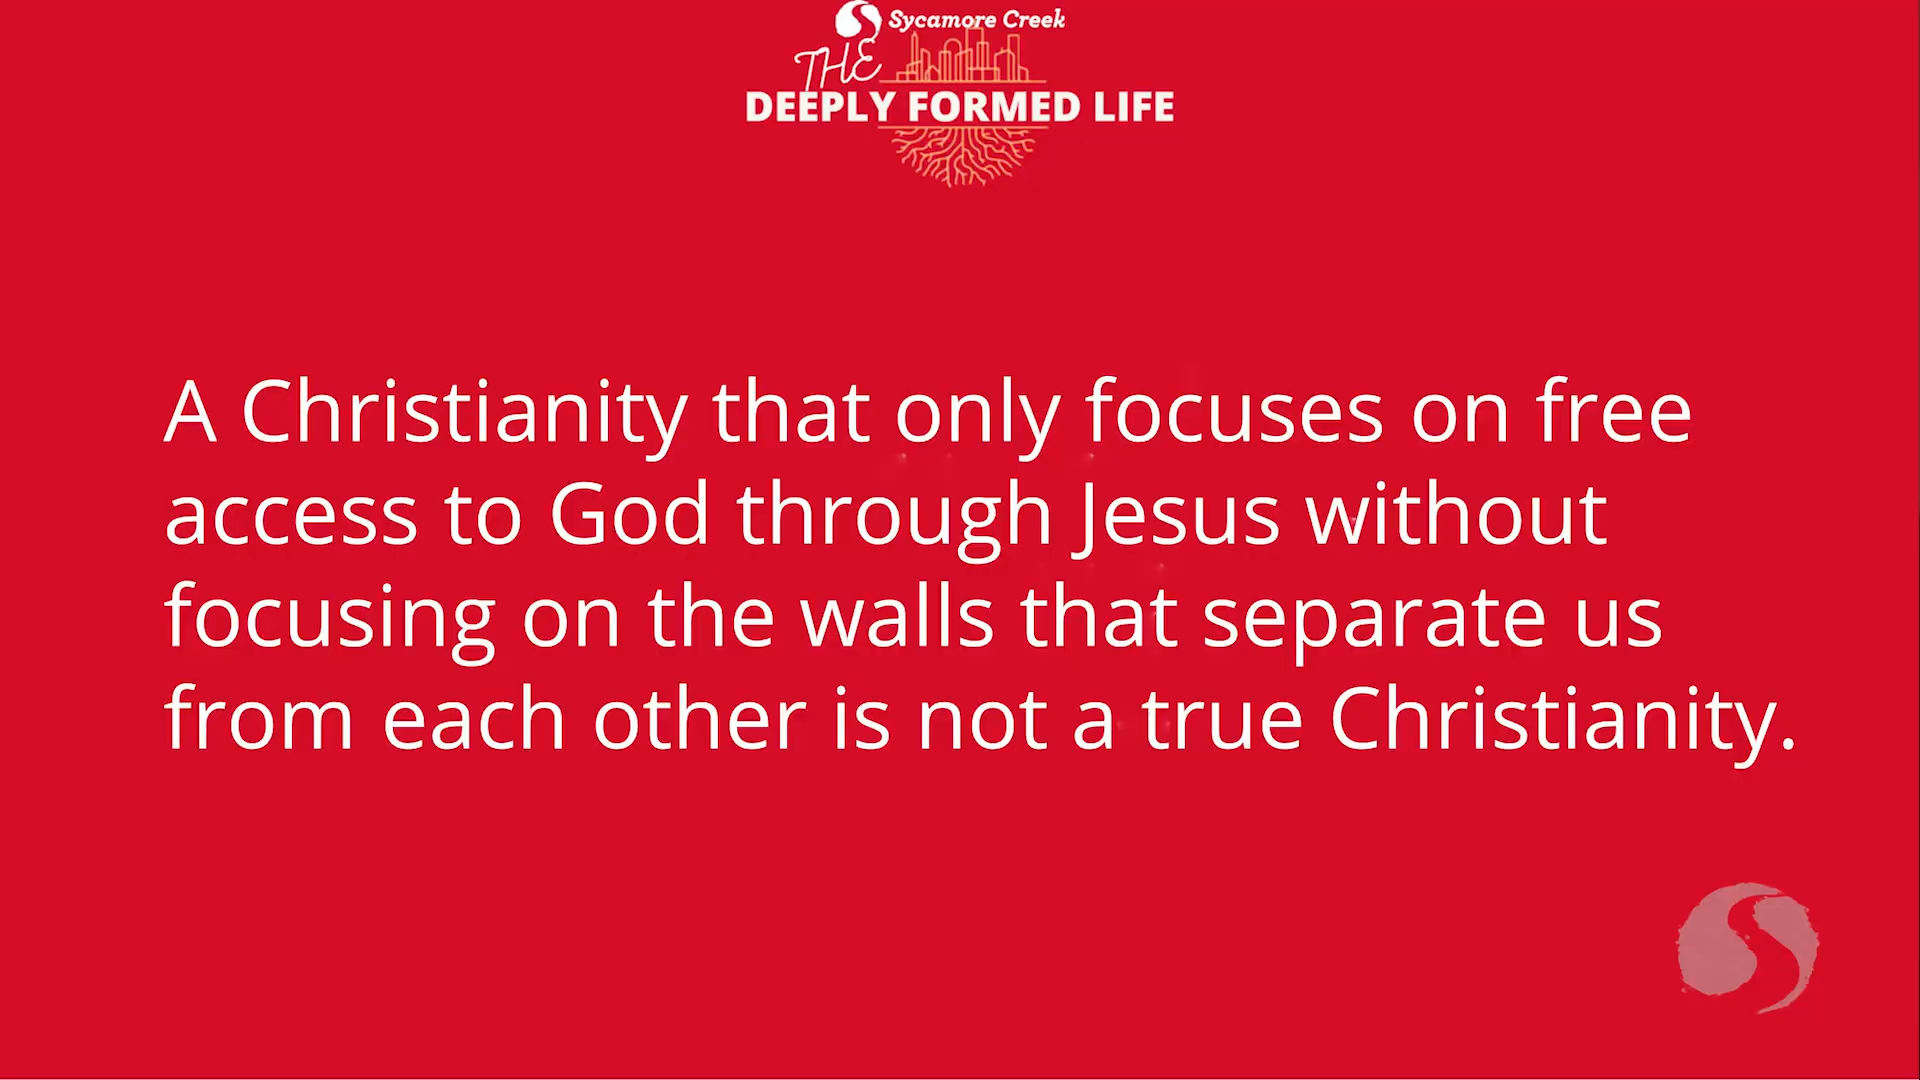 Sycamore Creek
THE
DEEPLY FORMED LIFE
A Christianity that only focuses on free
access to God through Jesus without
focusing on the walls that separate us
from each other is not a true Christianity.